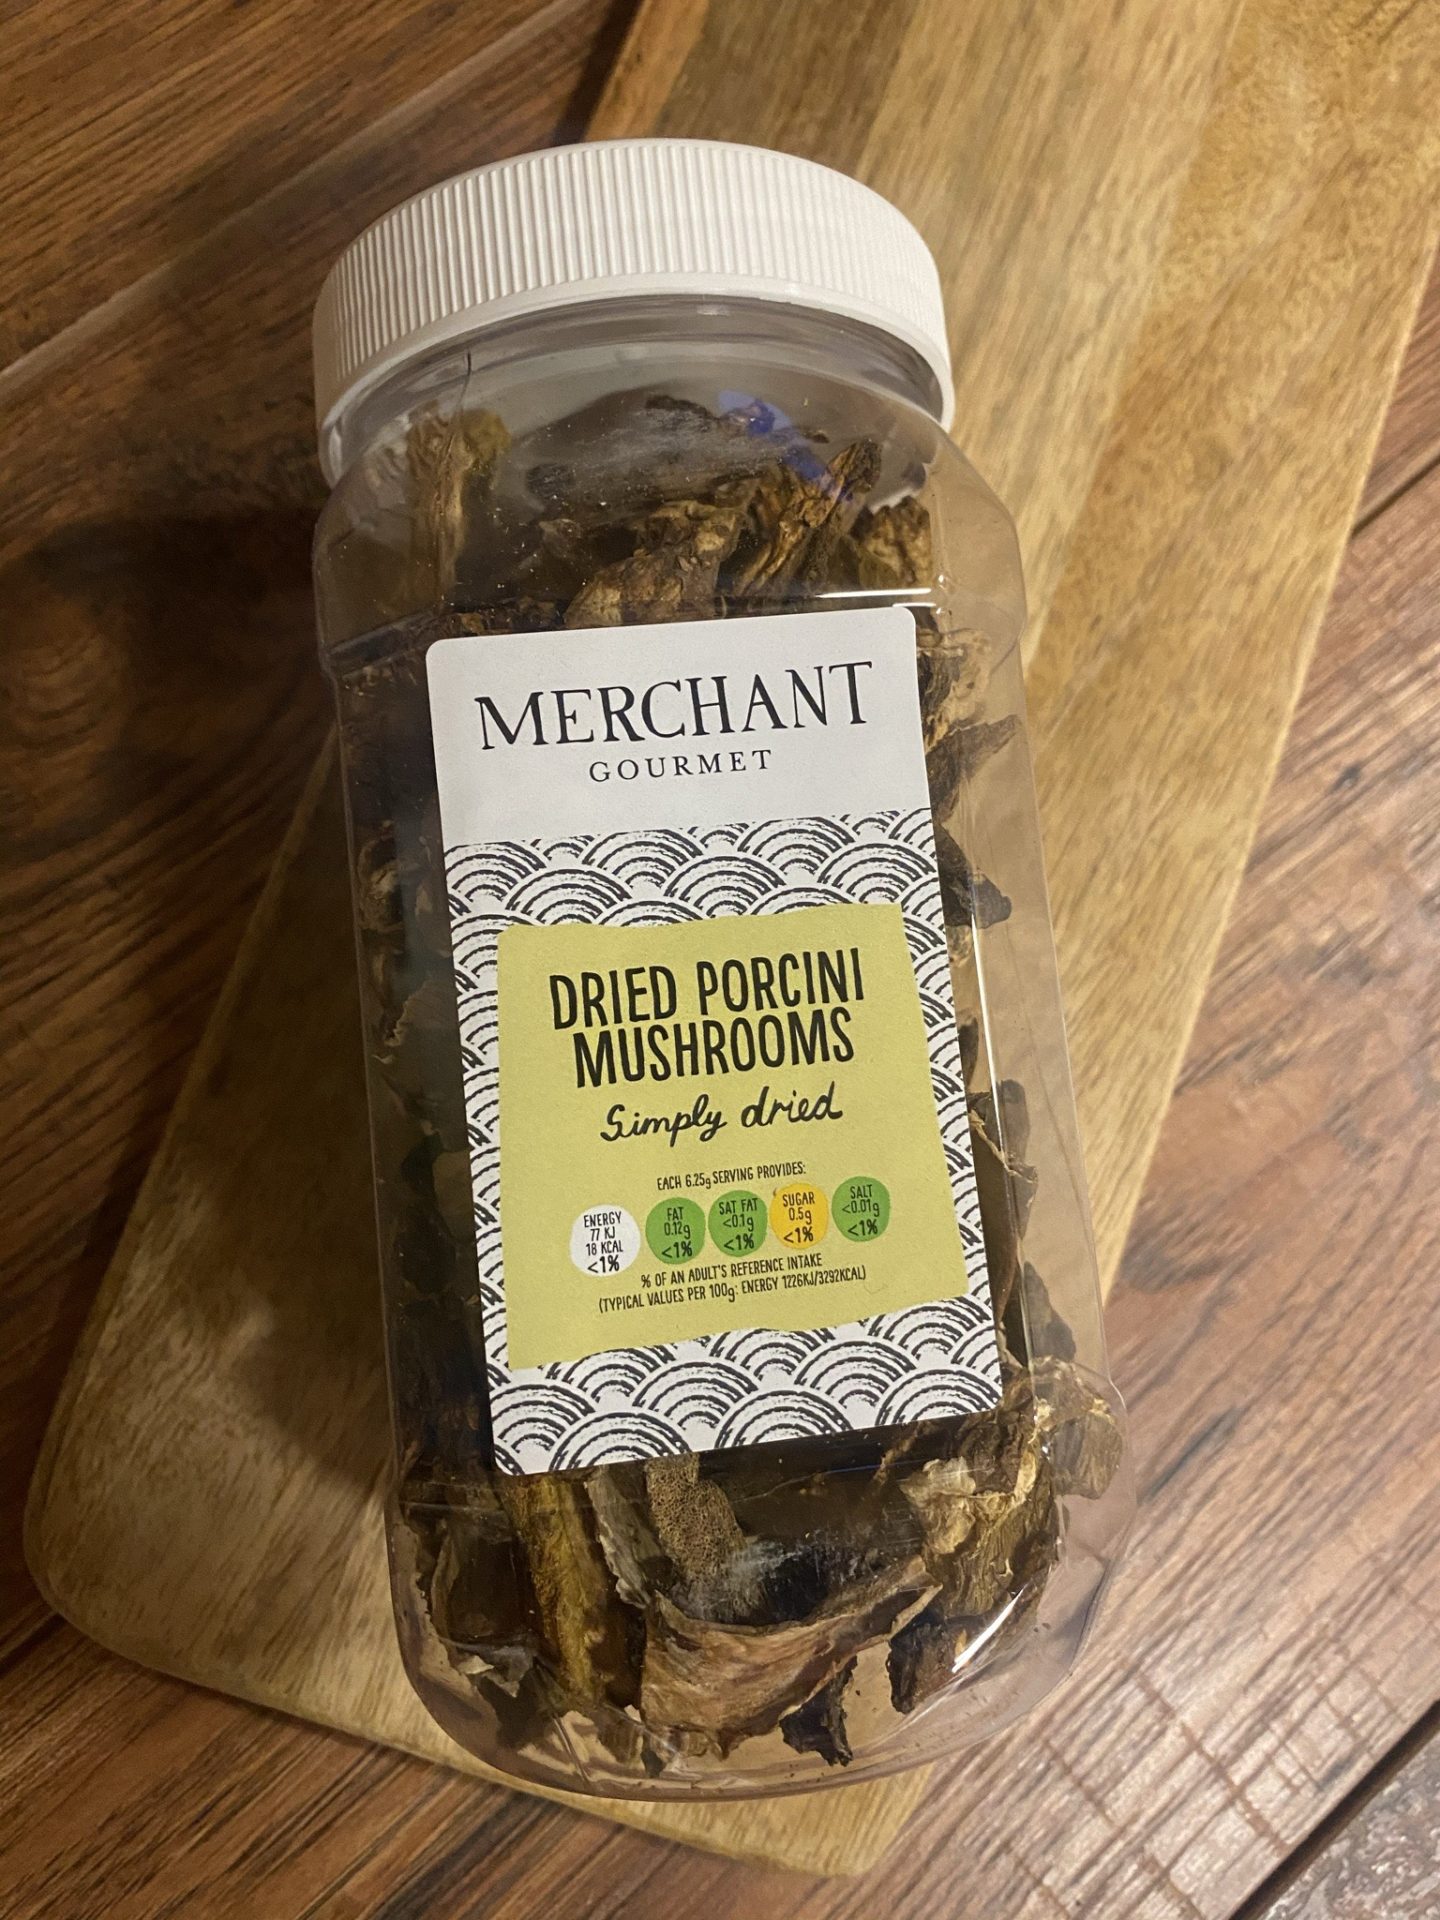 MERCHANT
GOURMET
DRIED PORCINI
MUSHROOMS
Simply dried
EACH 6.25g SERVING PROVIDES:
ENERGY
77 KJ
18 KCAL
<1%
FAT
0.12g
<1%
SAT FAT
<0.1g
<1%
SUGAR
0.5g
<1%
SALT
<0.01g
<1%
% OF AN ADULT'S REFERENCE INTAKE
(TYPICAL VALUES PER 100g: ENERGY 1226KJ/3292KCAL)